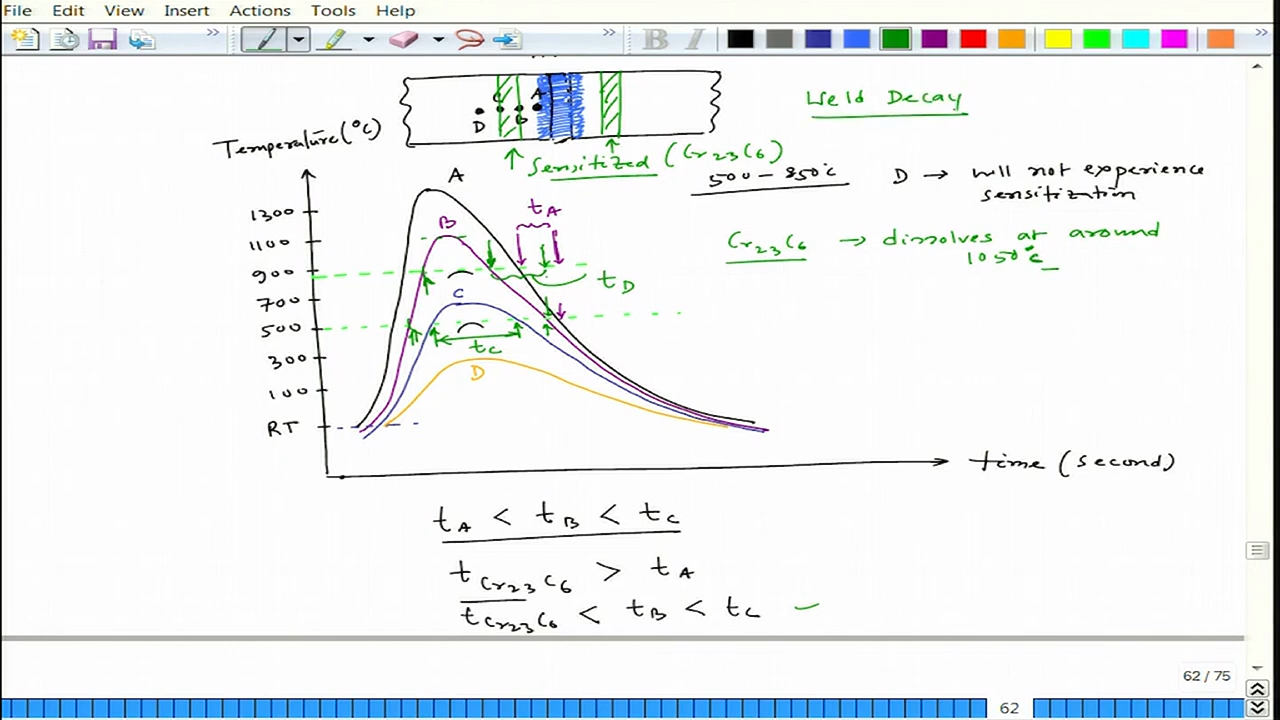 File Edit View Insert Actions Tools Help
B I
Weld Decay
C A
D B
Temperature (°C)
Sensitized (Cr23C6)
500 - 850°C
D → will not experience
sensitization
A
tA
1300
B
Cr23C6 → dissolves at around
1050°C
1100
900
tD
C
700
500
tC
300
D
100
RT
time (second)
tA < tB < tC
tCr23C6 > tA
tCr23C6 < tB < tC
62 / 75
62